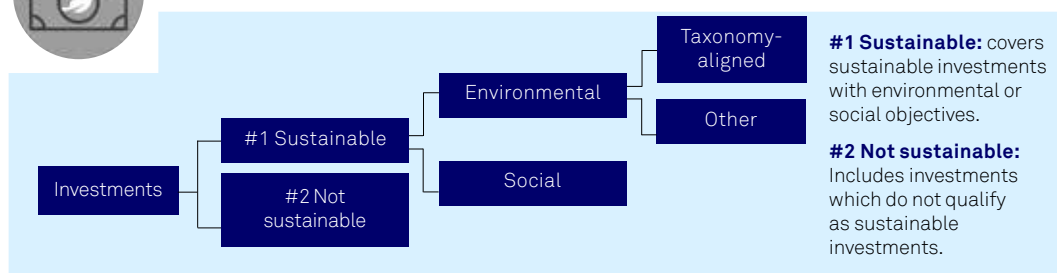 Investments
#1 Sustainable
#2 Not
sustainable
Environmental
Social
Taxonomy-
aligned
Other
#1 Sustainable: covers
sustainable investments
with environmental or
social objectives.
#2 Not sustainable:
Includes investments
which do not qualify
as sustainable
investments.